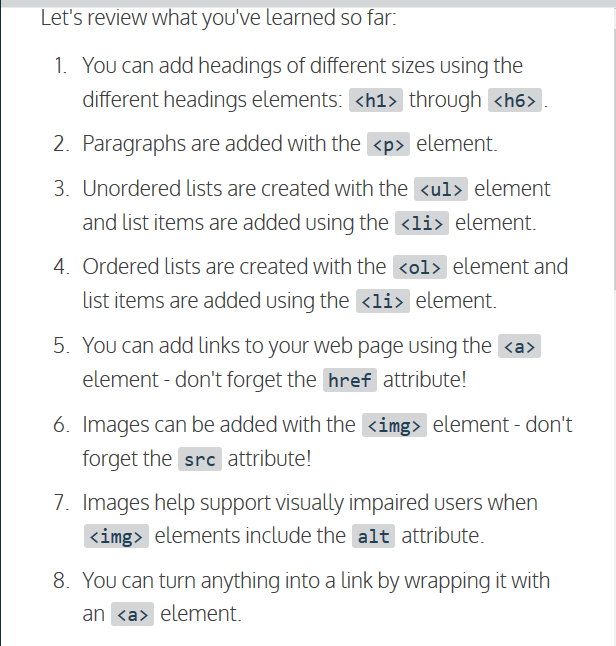 Let's review what you've learned so far:
1. You can add headings of different sizes using the
different headings elements: <h1> through <h6> .
2. Paragraphs are added with the <p> element.
3. Unordered lists are created with the <ul> element
and list items are added using the <li> element.
4. Ordered lists are created with the <ol> element and
list items are added using the <li> element.
5. You can add links to your web page using the <a>
element - don't forget the href attribute!
6. Images can be added with the <img> element - don't
forget the src attribute!
7. Images help support visually impaired users when
<img> elements include the alt attribute.
8. You can turn anything into a link by wrapping it with
an <a> element.